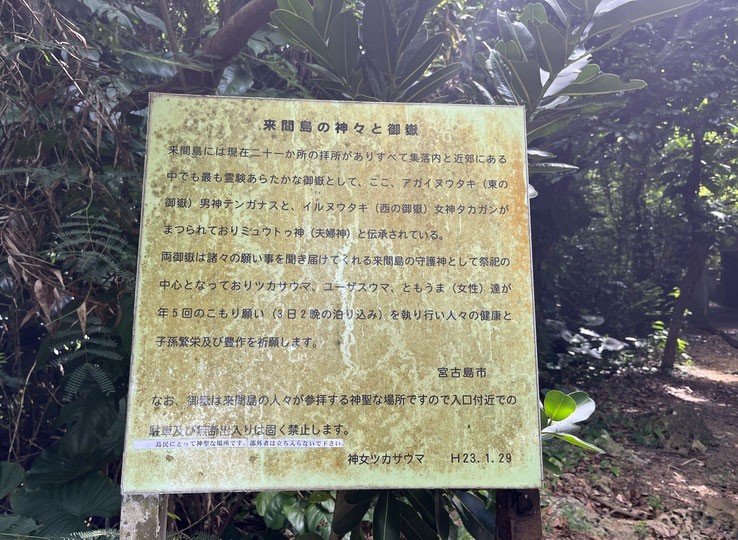 来間島の神々と御嶽
来間島には現在二十一か所の拝所がありすべて集落内と近郊にある
中でも最も霊験あらたかな御嶽として、ここ、アガイヌウタキ（東の
御嶽）男神テンガナスと、イルヌウタキ（西の御嶽）女神タカガンが
まつられておりミュウトゥ神（夫婦神）と伝承されている。
両御嶽は諸々の願い事を聞き届けてくれる来間島の守護神として祭祀の
中心となっておりツカサウマ、ユーザスウマ、ともうま（女性）達が
年５回のこもり願い（３日２晩の泊り込み）を執り行い人々の健康と
子孫繁栄及び豊作を祈願します。
宮古島市
なお、御嶽は来間島の人々が参拝する神聖な場所ですので入口付近での
駐車及び無断出入りは固く禁止します。
島民にとって神聖な場所です。部外者は立ち入らないで下さい。
神女ツカサウマ　H23.1.29